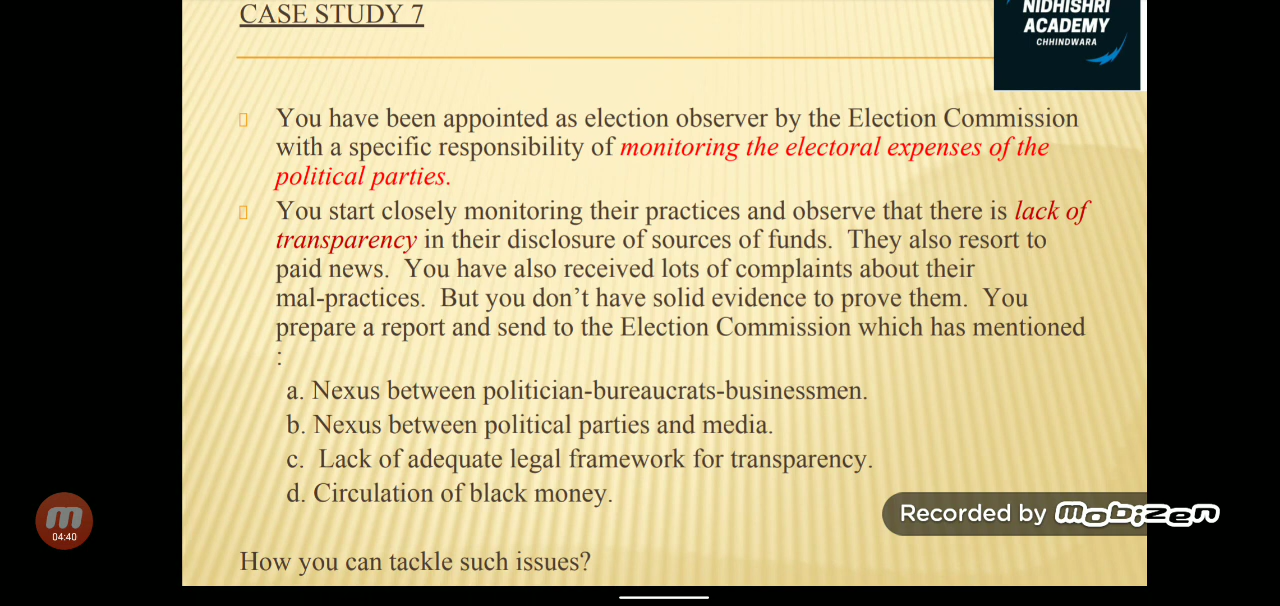 CASE STUDY 7
NIDHISHRI
ACADEMY
CHHINDWARA
You have been appointed as election observer by the Election Commission
with a specific responsibility of monitoring the electoral expenses of the
political parties.
You start closely monitoring their practices and observe that there is lack of
transparency in their disclosure of sources of funds. They also resort to
paid news. You have also received lots of complaints about their
mal-practices. But you don’t have solid evidence to prove them. You
prepare a report and send to the Election Commission which has mentioned
:
a. Nexus between politician-bureaucrats-businessmen.
b. Nexus between political parties and media.
c. Lack of adequate legal framework for transparency.
d. Circulation of black money.
Recorded by mobizen
m
04:40
How you can tackle such issues?